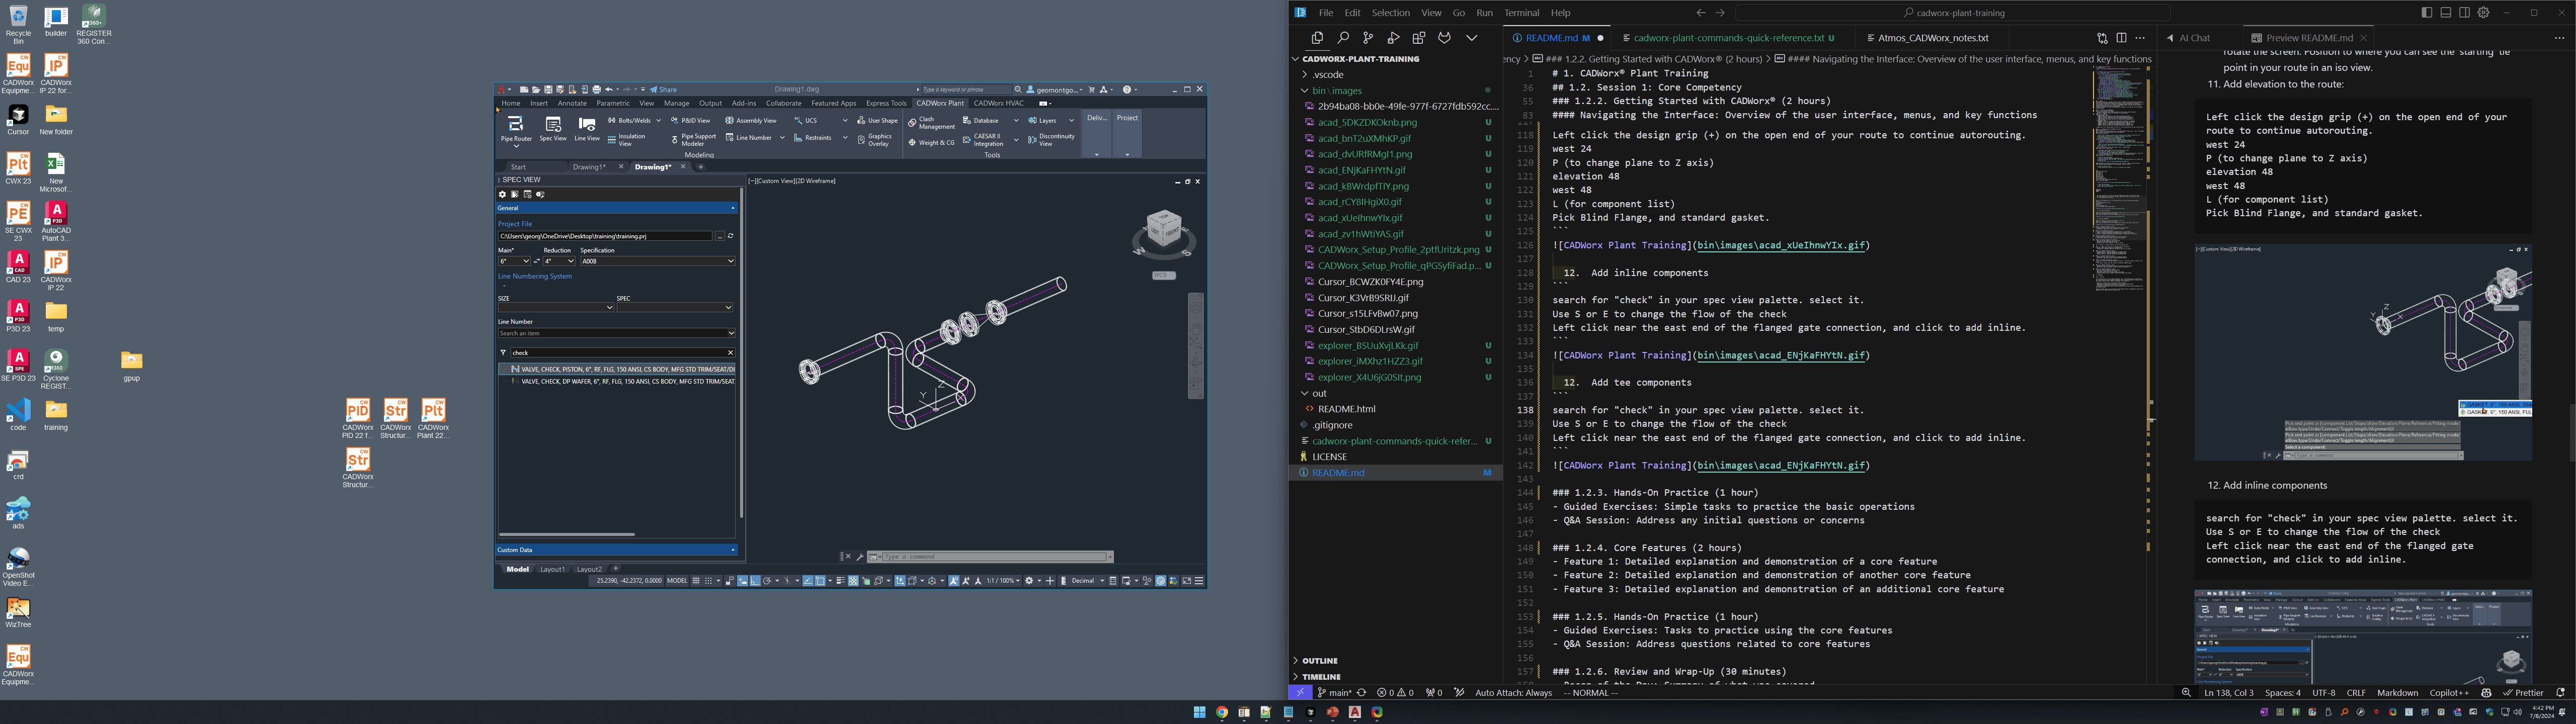 Recycle Bin
builder
REGISTER 360 Con...
CADWorx Equipme...
CADWorx IP 22 for...
Cursor
New folder
CWX 23
New Microsof...
SE CWX 23
AutoCAD Plant 3...
CAD 23
CADWorx IP 22
P3D 23
temp
SE P3D 23
Cyclone REGIST...
gpup
code
training
CADWorx PID 22 f...
CADWorx Structur...
CADWorx Plant 22...
crd
CADWorx Structur...
ads
OpenShot Video E...
WizTree
CADWorx Equipme...
Share
Drawing1.dwg
Type a keyword or phrase
geomontgo...
Home Insert Annotate Parametric View Manage Output Add-ins Collaborate Featured Apps Express Tools CADWorx Plant CADWorx HVAC
Pipe Router
Spec View
Line View
Bolts/Welds
Insulation View
P&ID View
Pipe Support Modeler
Assembly View
Line Number
UCS
Restraints
User Shape
Graphics Overlay
Clash Management
Weight & CG
Database
CAESAR II Integration
Layers
Discontinuity View
Deliv...
Project
Modeling
Tools
Start
Drawing1*
Drawing1*
SPEC VIEW
[−][Custom View][2D Wireframe]
General
Project File
C:\Users\georg\OneDrive\Desktop\training\training.prj
Main* Reduction Specification
6" 4" A00B
Line Numbering System
-
SIZE SPEC
Line Number
Search an item
check
VALVE, CHECK, PISTON, 6", RF, FLG, 150 ANSI, CS BODY, MFG STD TRIM/SEAT/DI
VALVE, CHECK, DP WAFER, 6", RF, FLG, 150 ANSI, CS BODY, MFG STD TRIM/SEAT,
Custom Data
TOP
WCS
Z
Y
X
Type a command
Model Layout1 Layout2
25.2390, -42.2372, 0.0000 MODEL 1:1 / 100% Decimal
File Edit Selection View Go Run Terminal Help
cadworx-plant-training
CADWORX-PLANT-TRAINING
.vscode
bin\images
2b94ba08-bb0e-49fe-977f-6727fdb592cc....
acad_5DKZDKOknb.png U
acad_bnT2uXMhKP.gif U
acad_dvURfRMgI1.png U
acad_ENjKaFHYtN.gif U
acad_kBWrdpfTIY.png U
acad_rCY8IHgiX0.gif U
acad_xUeIhnwYIx.gif U
acad_zv1hWtiYAS.gif U
CADWorx_Setup_Profile_2ptfUritzk.png U
CADWorx_Setup_Profile_qPGSyfiFad.p... U
Cursor_BCWZK0FY4E.png
Cursor_K3VrB9SRIJ.gif
Cursor_s15LFvBw07.png
Cursor_StbD6DLrsW.gif
explorer_BSUuXvjLKk.gif U
explorer_iMXhz1HZZ3.gif U
explorer_X4U6jG0SIt.png U
out
README.html
.gitignore
cadworx-plant-commands-quick-refer... U
LICENSE
README.md M
OUTLINE
TIMELINE
README.md M
cadworx-plant-commands-quick-reference.txt U
Atmos_CADWorx_notes.txt
ency > ### 1.2.2. Getting Started with CADWorx® (2 hours) > #### Navigating the Interface: Overview of the user interface, menus, and key functions
1 # 1. CADWorx® Plant Training
36 ## 1.2. Session 1: Core Competency
55 ### 1.2.2. Getting Started with CADWorx® (2 hours)
83 #### Navigating the Interface: Overview of the user interface, menus, and key functions
118 Left click the design grip (+) on the open end of your route to continue autorouting.
119 west 24
120 P (to change plane to Z axis)
121 elevation 48
122 west 48
123 L (for component list)
124 Pick Blind Flange, and standard gasket.
125 ```
126 ![CADWorx Plant Training](bin\images\acad_xUeIhnwYIx.gif)
127
128 12. Add inline components
129 ```
130 search for "check" in your spec view palette. select it.
131 Use S or E to change the flow of the check
132 Left click near the east end of the flanged gate connection, and click to add inline.
133 ```
134 ![CADWorx Plant Training](bin\images\acad_ENjKaFHYtN.gif)
135
136 12. Add tee components
137 ```
138 search for "check" in your spec view palette. select it.
139 Use S or E to change the flow of the check
140 Left click near the east end of the flanged gate connection, and click to add inline.
141 ```
142 ![CADWorx Plant Training](bin\images\acad_ENjKaFHYtN.gif)
143
144 ### 1.2.3. Hands-On Practice (1 hour)
145 - Guided Exercises: Simple tasks to practice the basic operations
146 - Q&A Session: Address any initial questions or concerns
147
148 ### 1.2.4. Core Features (2 hours)
149 - Feature 1: Detailed explanation and demonstration of a core feature
150 - Feature 2: Detailed explanation and demonstration of another core feature
151 - Feature 3: Detailed explanation and demonstration of an additional core feature
152
153 ### 1.2.5. Hands-On Practice (1 hour)
154 - Guided Exercises: Tasks to practice using the core features
155 - Q&A Session: Address questions related to core features
156
157 ### 1.2.6. Review and Wrap-Up (30 minutes)
AI Chat
Preview README.md
rotate the screen. Position to where you can see the starting tie
point in your route in an iso view.
11. Add elevation to the route:
Left click the design grip (+) on the open end of your
route to continue autorouting.
west 24
P (to change plane to Z axis)
elevation 48
west 48
L (for component list)
Pick Blind Flange, and standard gasket.
[−][Custom View][2D Wireframe]
12. Add inline components
search for "check" in your spec view palette. select it.
Use S or E to change the flow of the check
Left click near the east end of the flanged gate
connection, and click to add inline.
main* 0 0 0 Auto Attach: Always -- NORMAL --
Ln 138, Col 3 Spaces: 4 UTF-8 CRLF Markdown Copilot++ Prettier
4:42 PM
7/8/2024